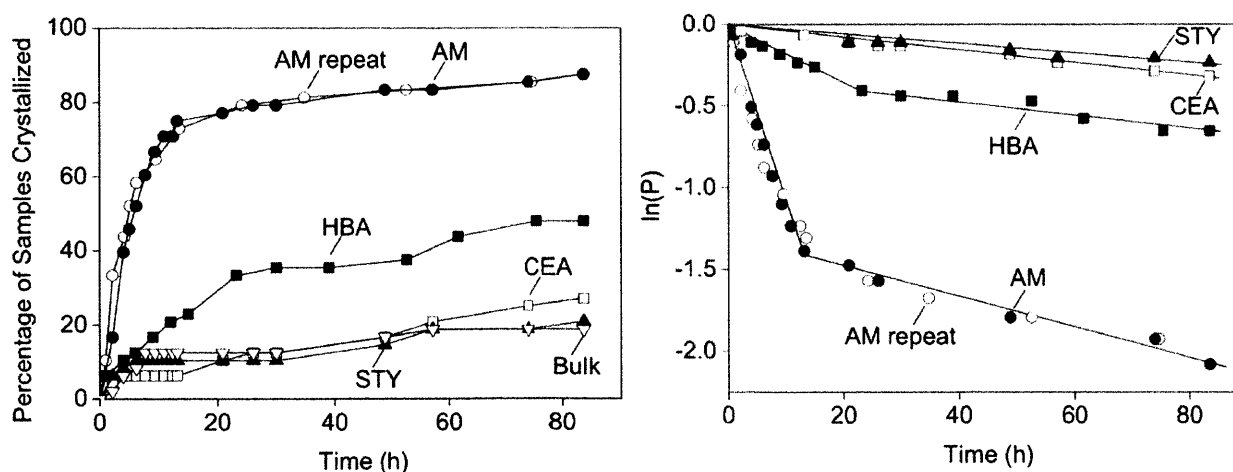 Percentage of Samples Crystallized
100
80
60
40
20
0
AM repeat
AM
HBA
CEA
STY
Bulk
0
20
40
60
80
Time (h)
ln(P)
0.0
-0.5
-1.0
-1.5
-2.0
STY
CEA
HBA
AM
AM repeat
0
20
40
60
80
Time (h)